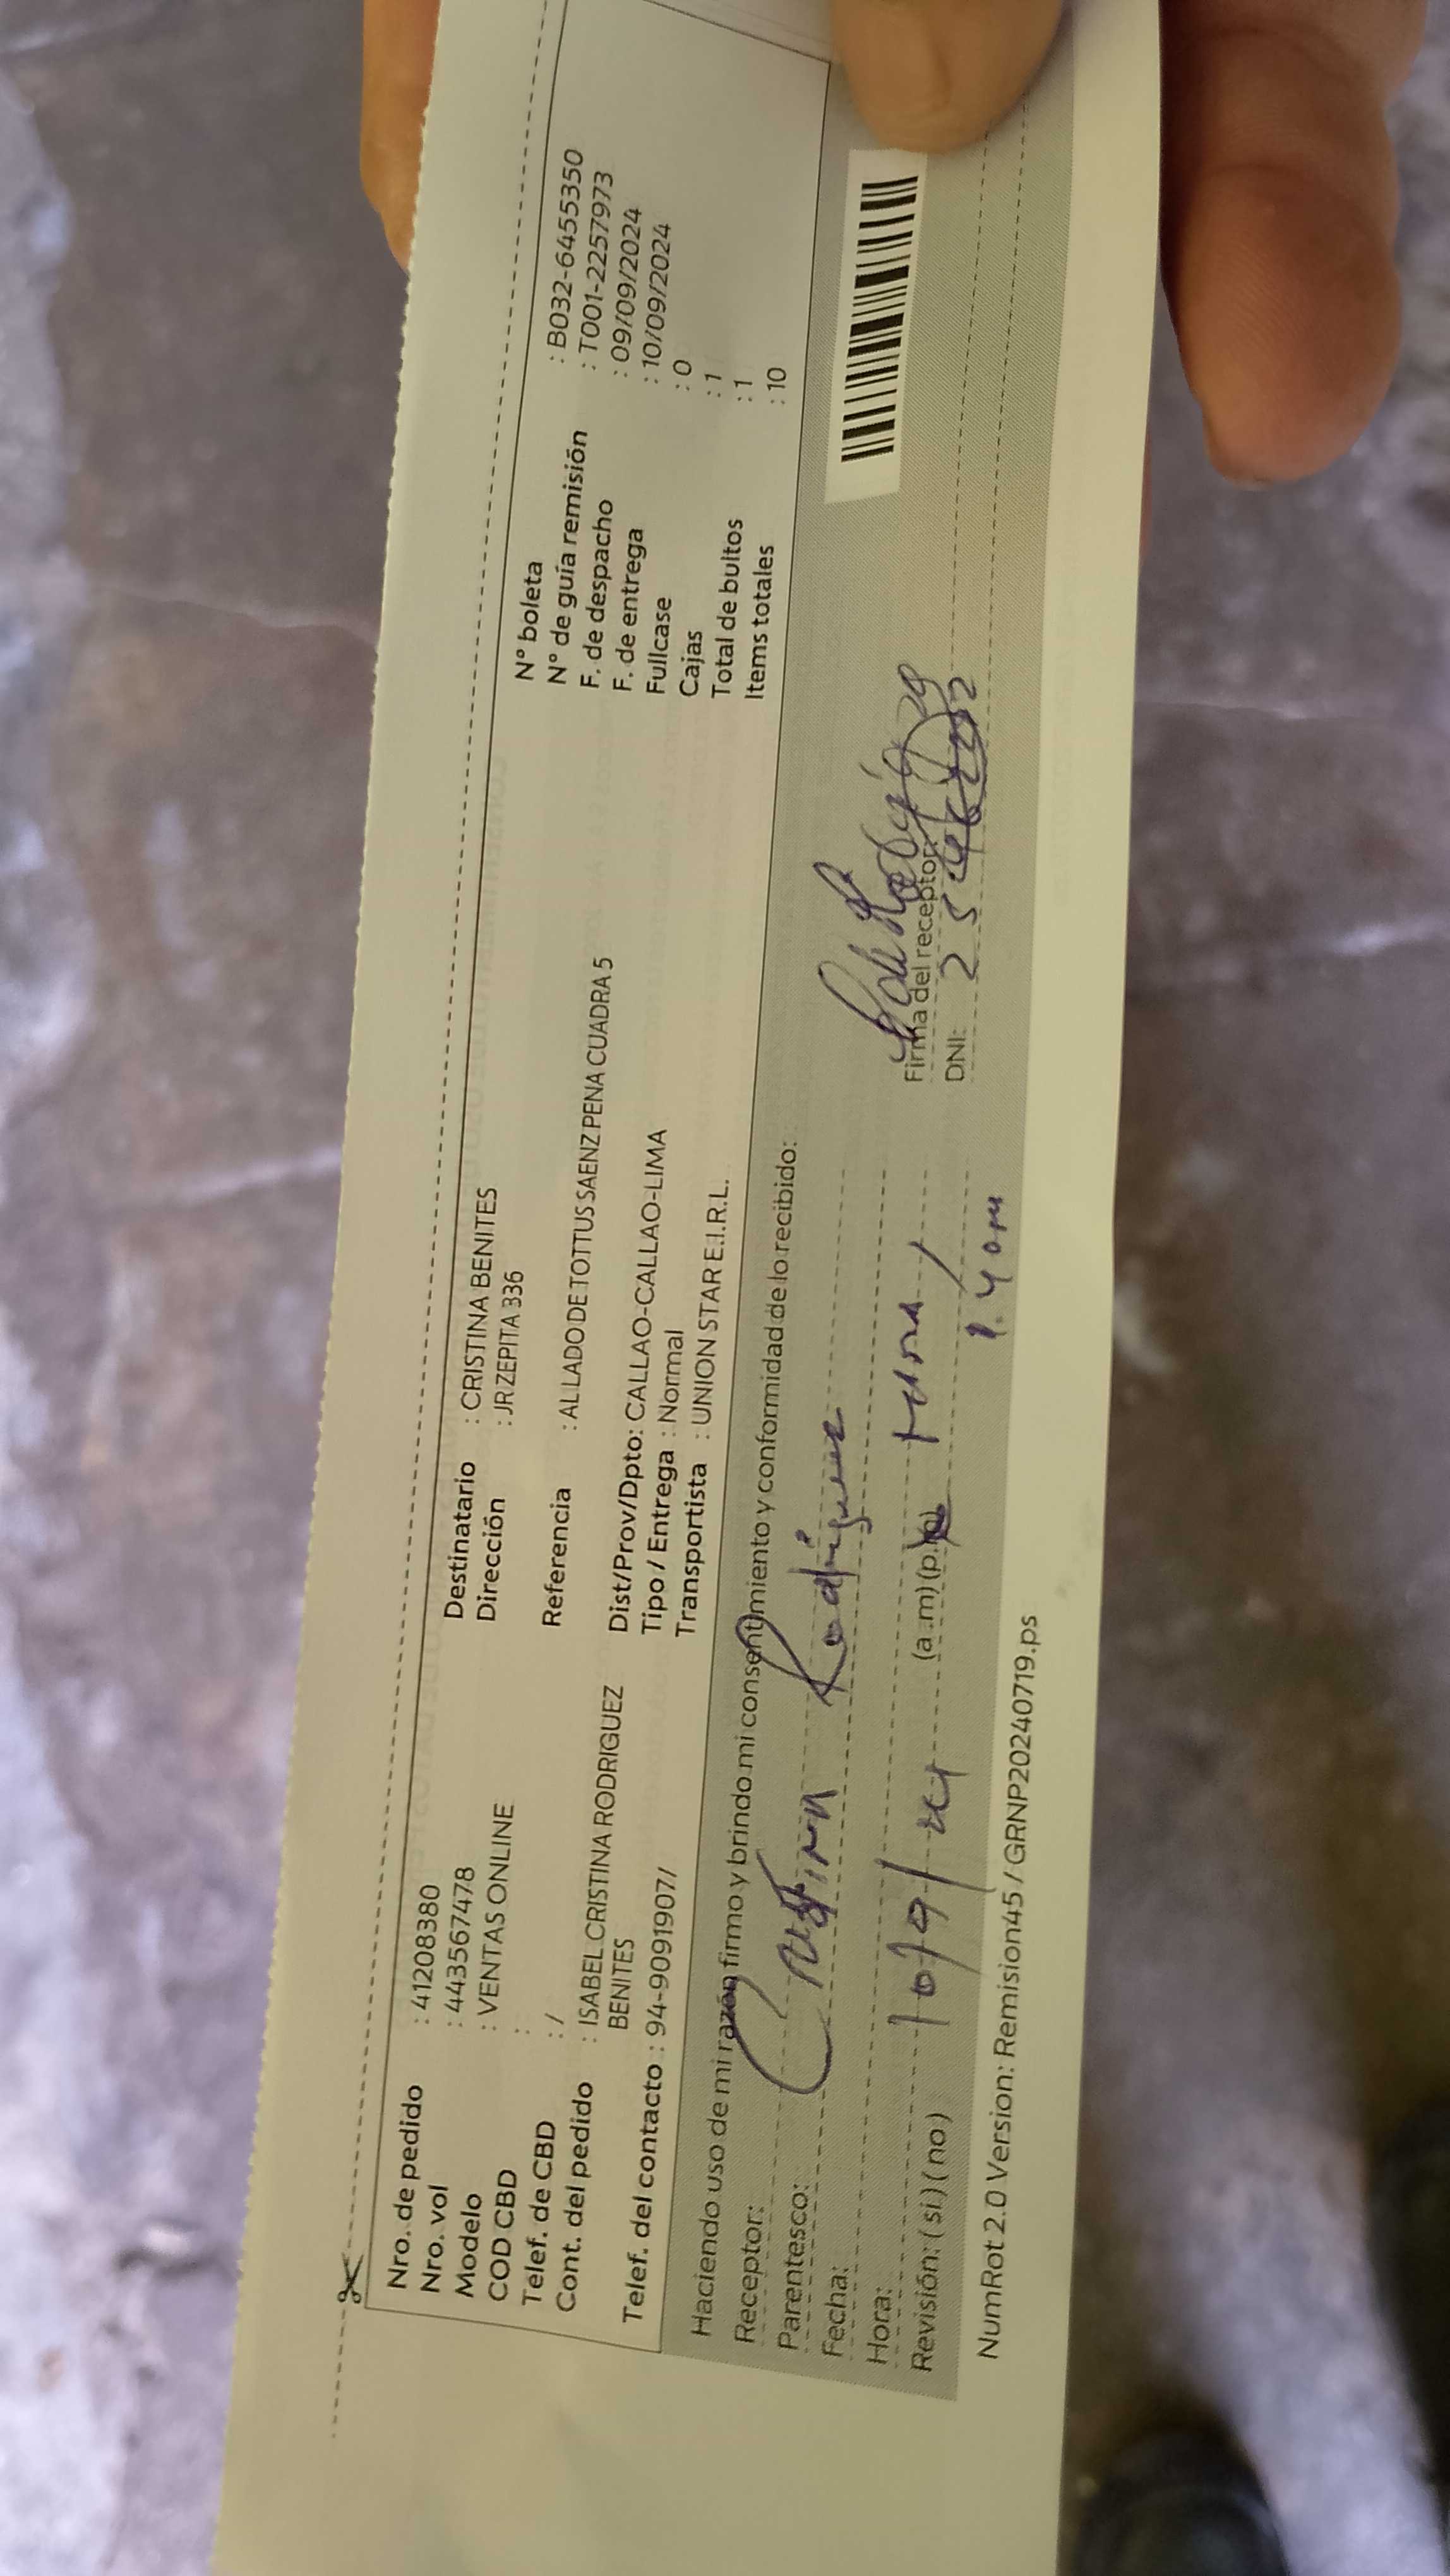 Nro. de pedido : 41208380
Nro. vol : 443567478
Modelo : VENTAS ONLINE
COD CBD :
Telef. de CBD : /
Cont. del pedido : ISABEL CRISTINA RODRIGUEZ
BENITES
Telef. del contacto : 94-9091907/
Destinatario : CRISTINA BENITES
Dirección : JR ZEPITA 336
Referencia : AL LADO DE TOTTUS SAENZ PENA CUADRA 5
Dist/Prov/Dpto: CALLAO-CALLAO-LIMA
Tipo / Entrega : Normal
Transportista : UNION STAR E.I.R.L.
N° boleta : B032-6455350
N° de guía remisión : T001-2257973
F. de despacho : 09/09/2024
F. de entrega : 10/09/2024
Fullcase : 0
Cajas : 1
Total de bultos : 1
Items totales : 10
Haciendo uso de mi razón firmo y brindo mi consentimiento y conformidad de lo recibido:
Receptor: Cristina Rodriguez
Parentesco:
Fecha: 10/9/24
Hora: (a.m) (p.m) 1.40
Revisión: (si) (no)
Firma del receptor
DNI:
NumRot 2.0 Version: Remision45 / GRNP20240719.ps